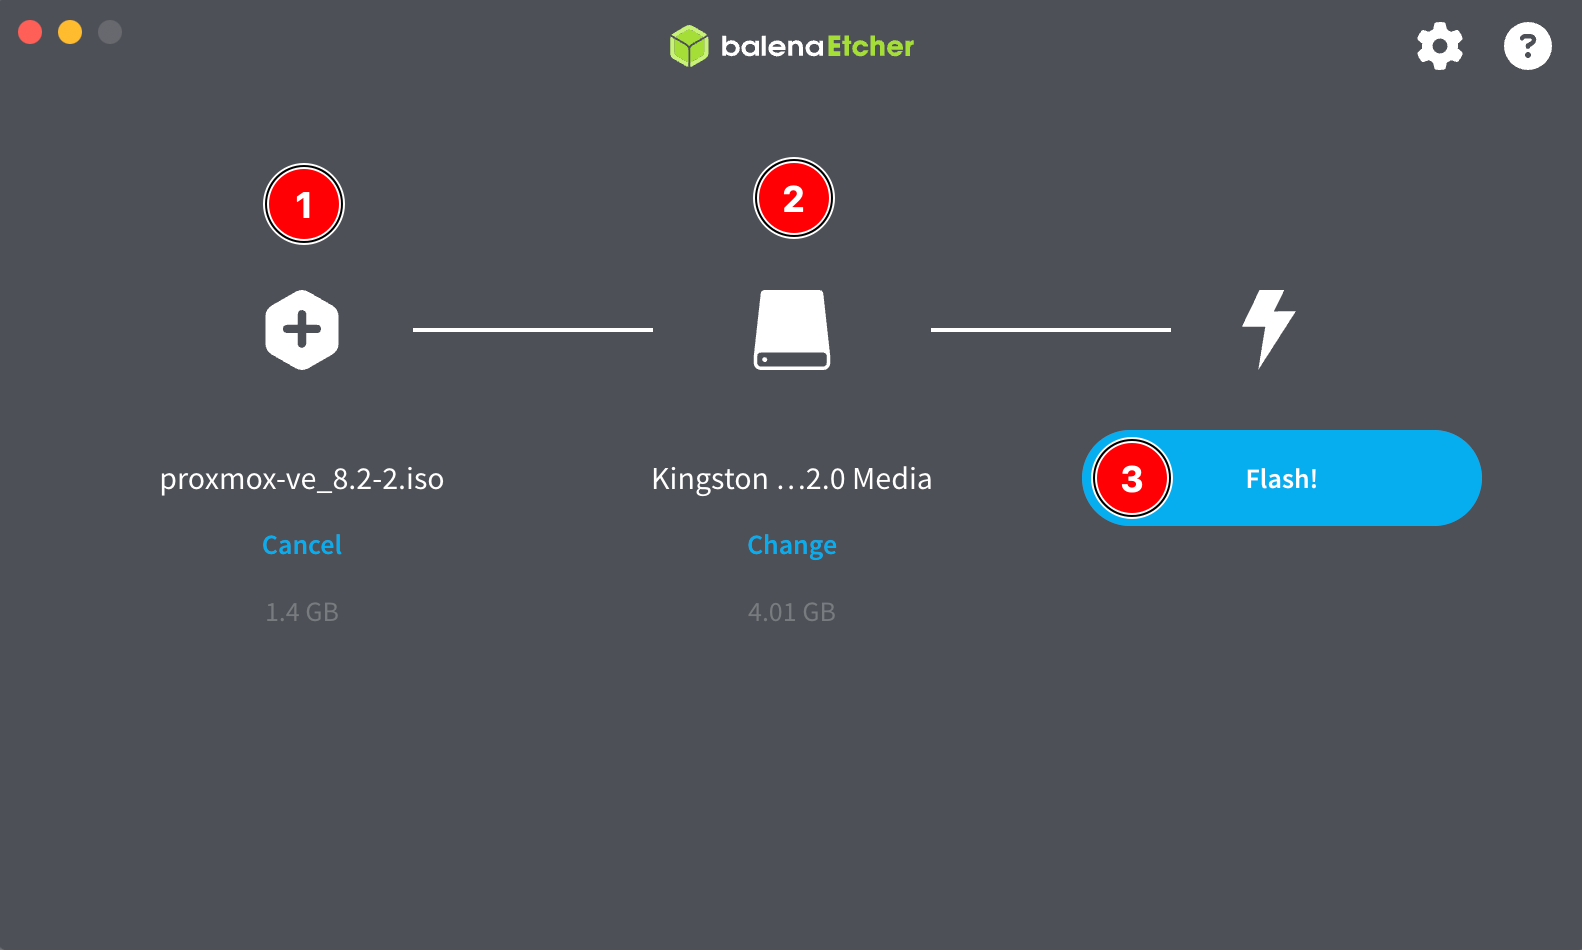 balenaEtcher
?
1
2
proxmox-ve_8.2-2.iso
Kingston ...2.0 Media
3
Flash!
Cancel
Change
1.4 GB
4.01 GB